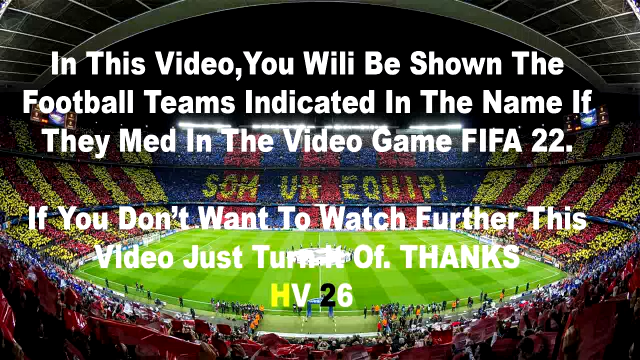 In This Video,You Wili Be Shown The
Football Teams Indicated In The Name If
They Med In The Video Game FIFA 22.
SOM UN EQUIP!
If You Don't Want To Watch Further This
Video Just Turn It Of. THANKS
HV 26